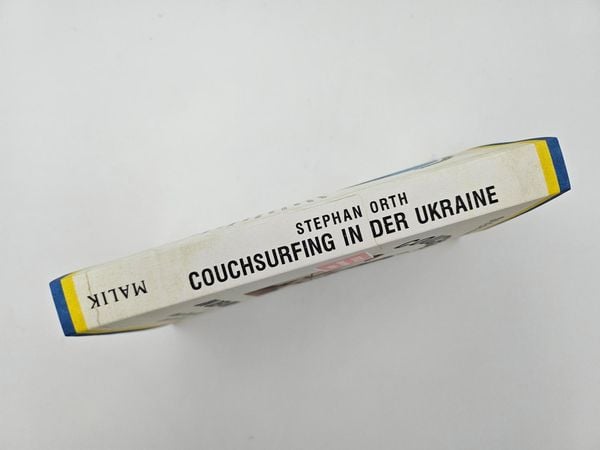 STEPHAN ORTH
COUCHSURFING IN DER UKRAINE
MALIK